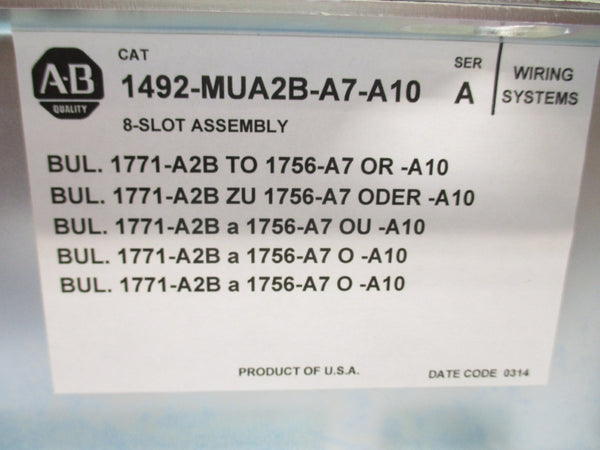 A-B
QUALITY
CAT
1492-MUA2B-A7-A10
SER
A
WIRING
SYSTEMS
8-SLOT ASSEMBLY
BUL. 1771-A2B TO 1756-A7 OR -A10
BUL. 1771-A2B ZU 1756-A7 ODER -A10
BUL. 1771-A2B a 1756-A7 OU -A10
BUL. 1771-A2B a 1756-A7 O -A10
BUL. 1771-A2B a 1756-A7 O -A10
PRODUCT OF U.S.A.
DATE CODE 0314